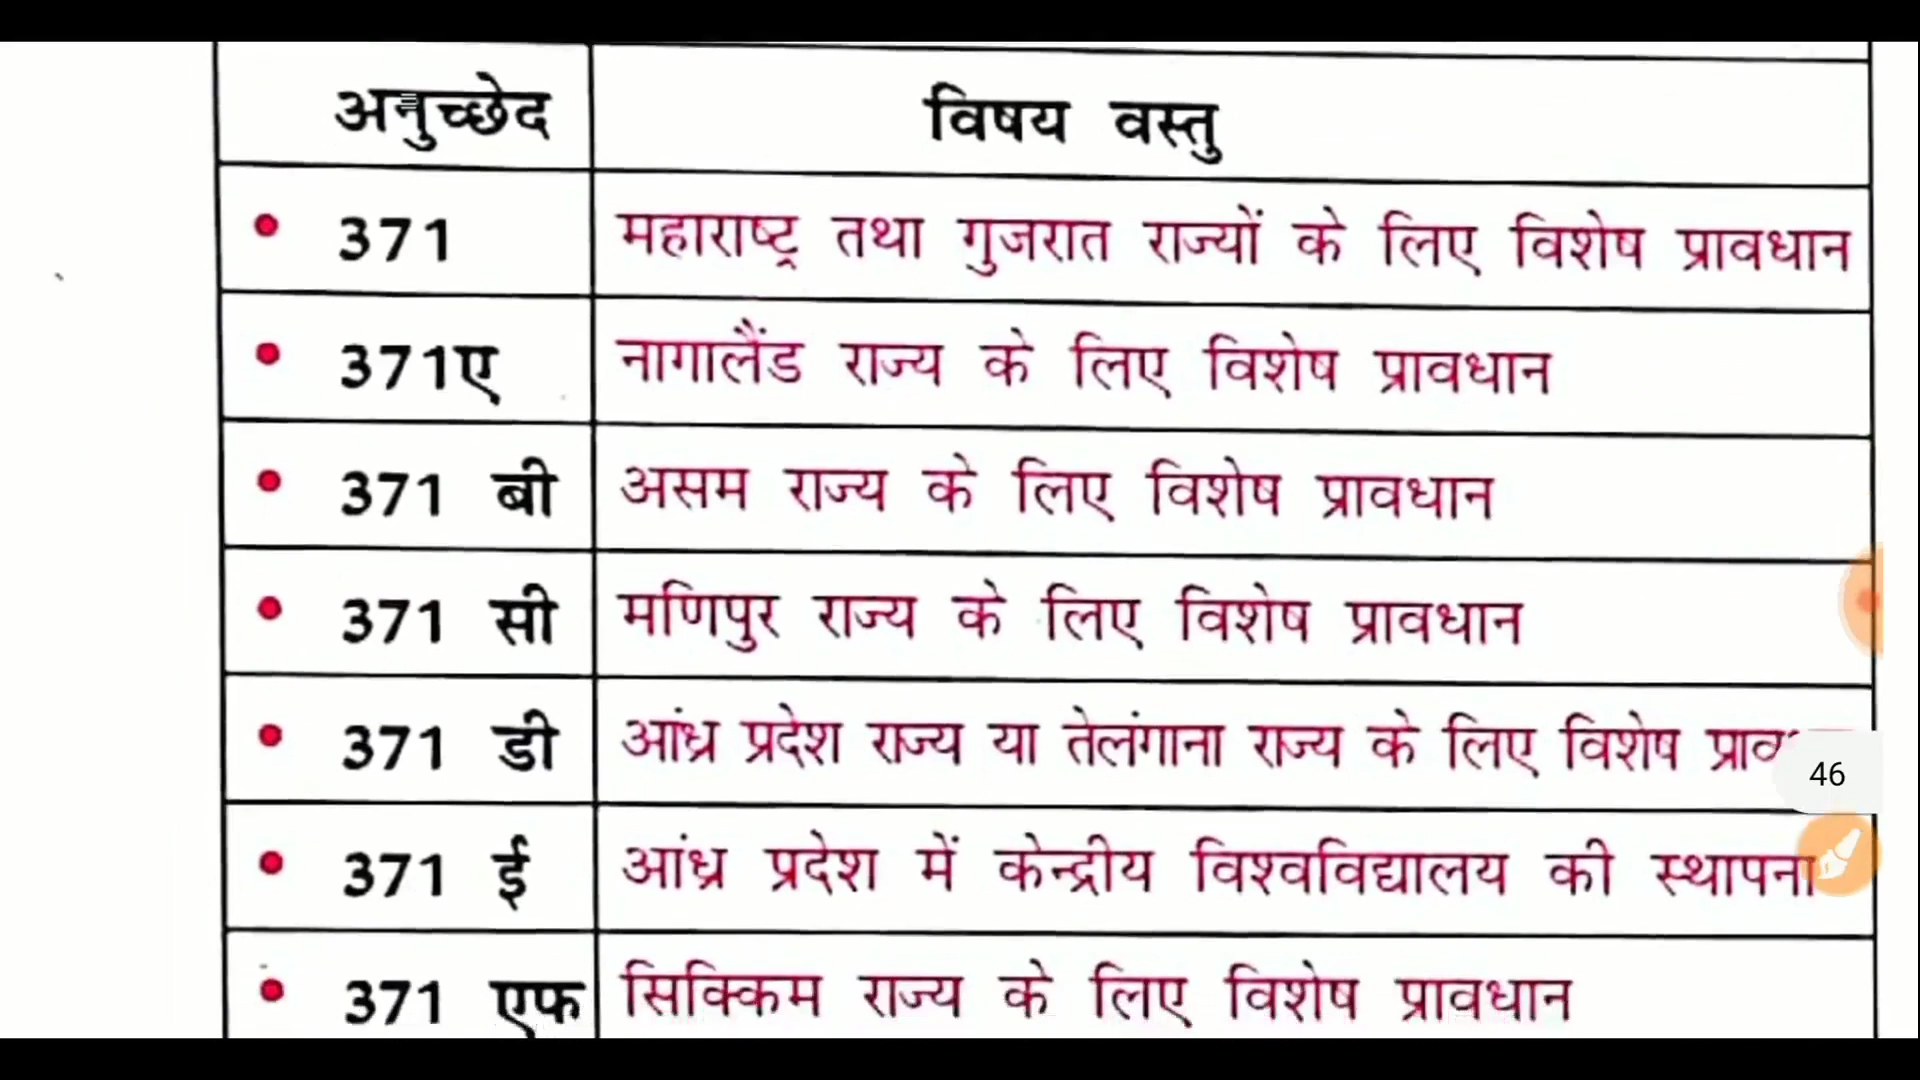 अनुच्छेद विषय वस्तु
371 महाराष्ट्र तथा गुजरात राज्यों के लिए विशेष प्रावधान
371ए नागालैंड राज्य के लिए विशेष प्रावधान
371 बी असम राज्य के लिए विशेष प्रावधान
371 सी मणिपुर राज्य के लिए विशेष प्रावधान
371 डी आंध्र प्रदेश राज्य या तेलंगाना राज्य के लिए विशेष
46
371 ई आंध्र प्रदेश में केन्द्रीय विश्वविद्यालय की स्थापना
371 एफ सिक्किम राज्य के लिए विशेष प्रावधान